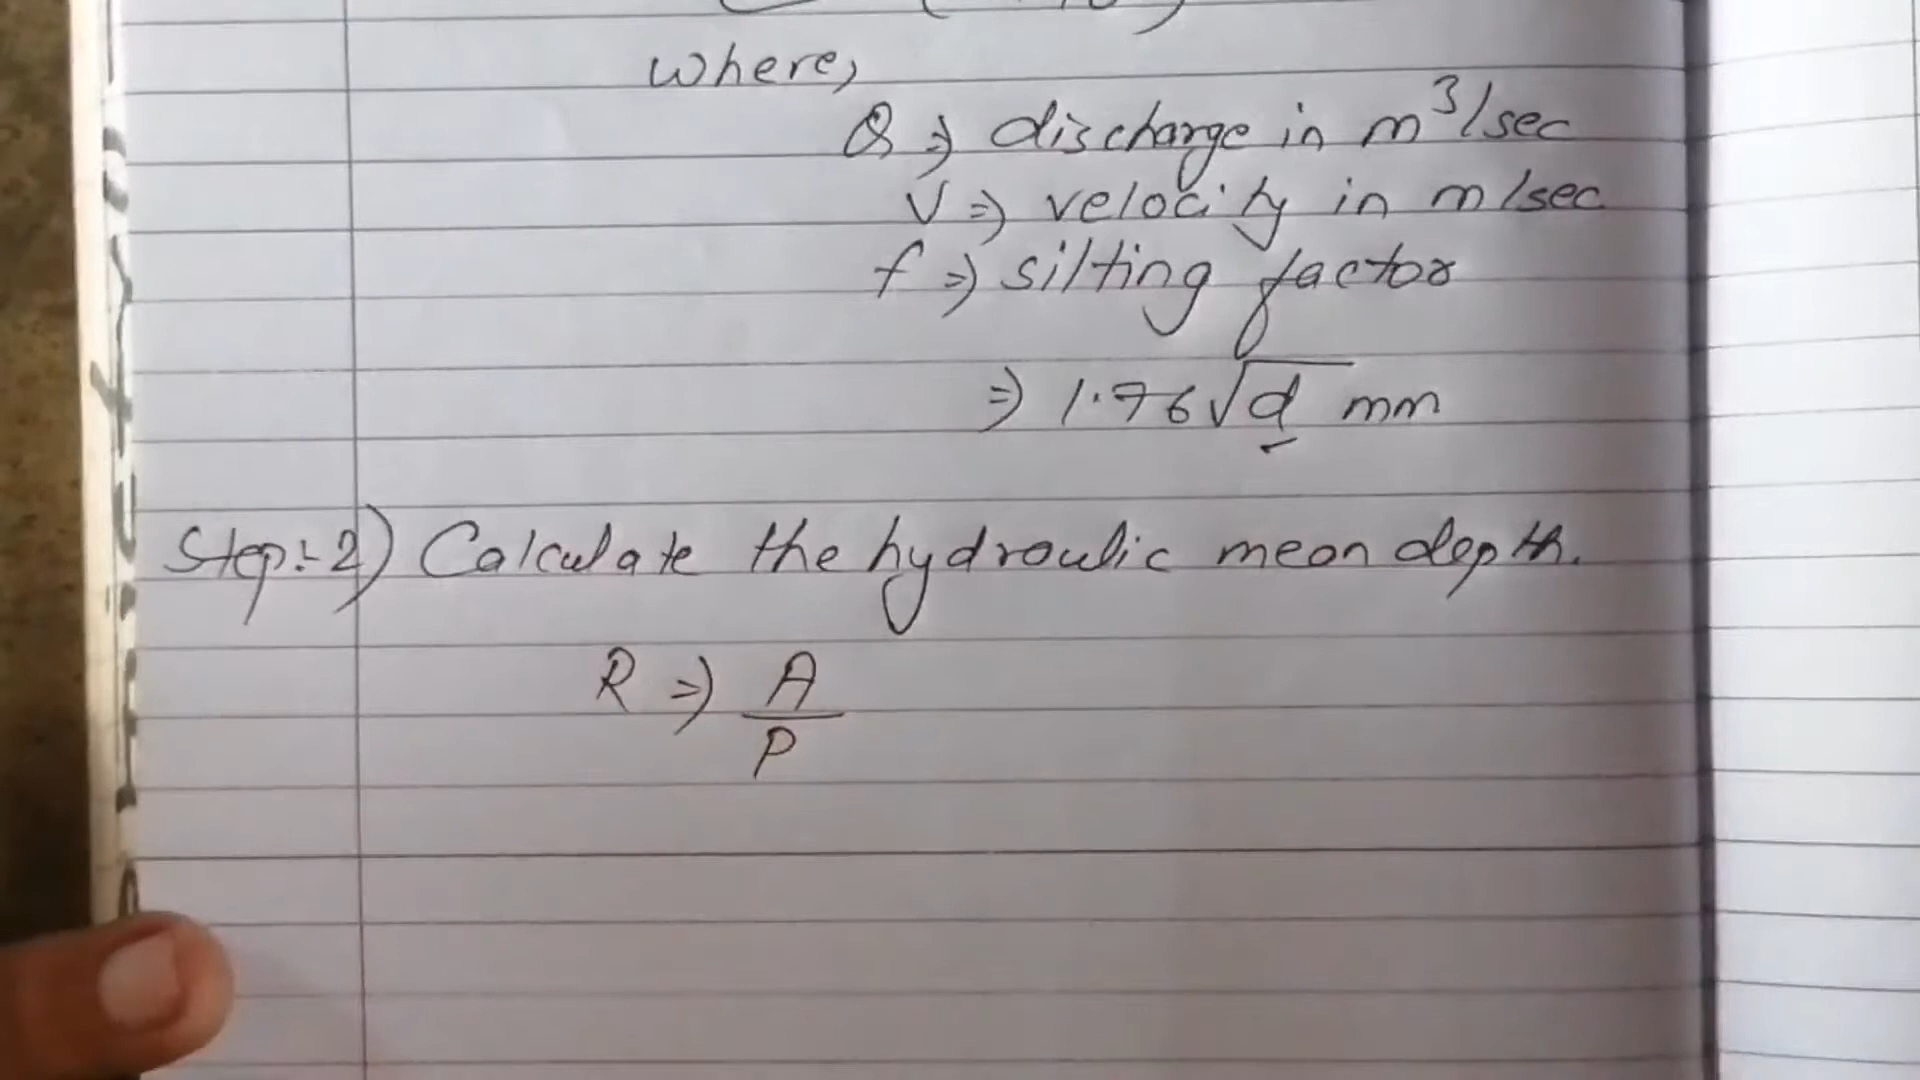 where,
Q ⇒ discharge in m³/sec
V ⇒ velocity in m/sec
f ⇒ silting factor
⇒ 1.76√d mm
Step:-2) Calculate the hydraulic mean depth.
R ⇒ A
P